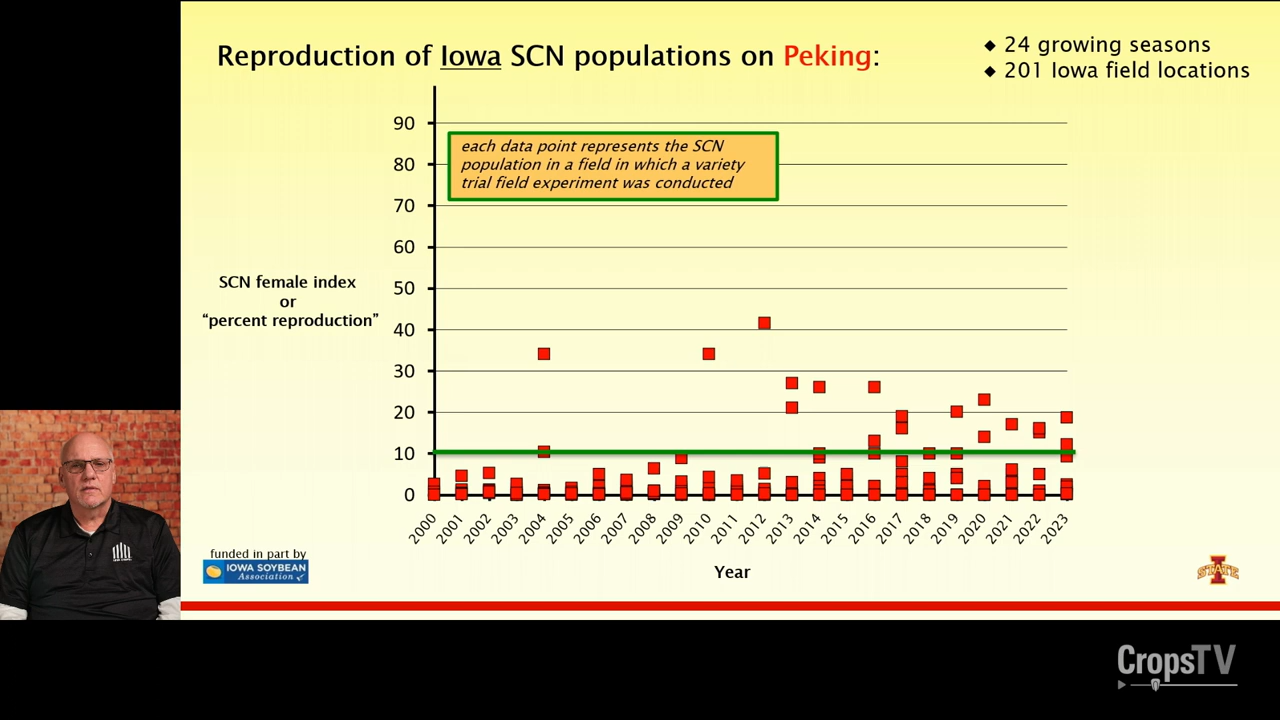 Reproduction of Iowa SCN populations on Peking:
◆ 24 growing seasons
◆ 201 Iowa field locations
each data point represents the SCN
population in a field in which a variety
trial field experiment was conducted
90
80
70
60
50
40
30
20
10
0
SCN female index
or
“percent reproduction”
2000 2001 2002 2003 2004 2005 2006 2007 2008 2009 2010 2011 2012 2013 2014 2015 2016 2017 2018 2019 2020 2021 2022 2023
Year
funded in part by
IOWA SOYBEAN
Association
STATE
CropsTV